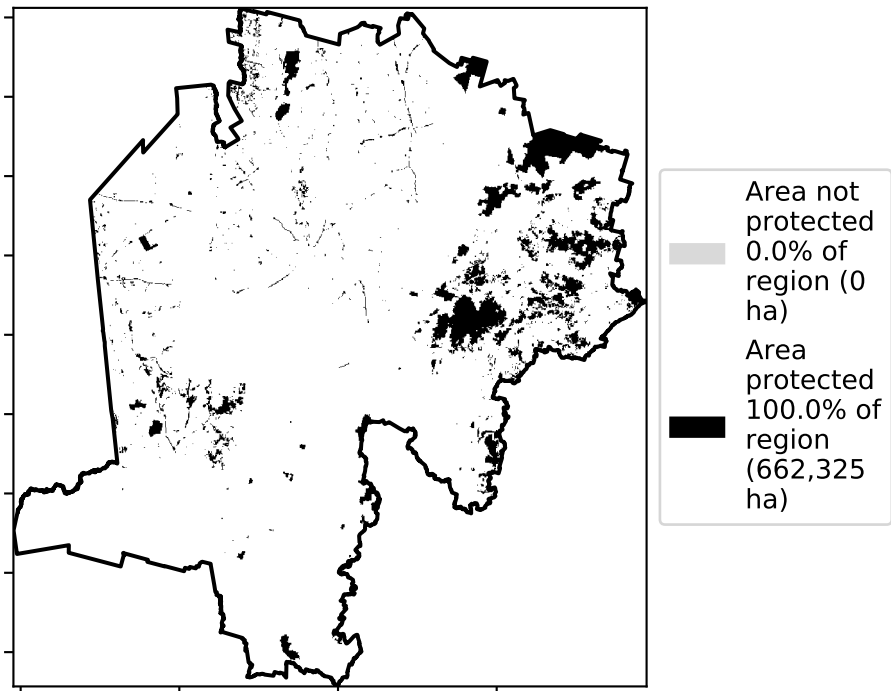 Area not
protected
0.0% of
region (0
ha)
Area
protected
100.0% of
region
(662,325
ha)